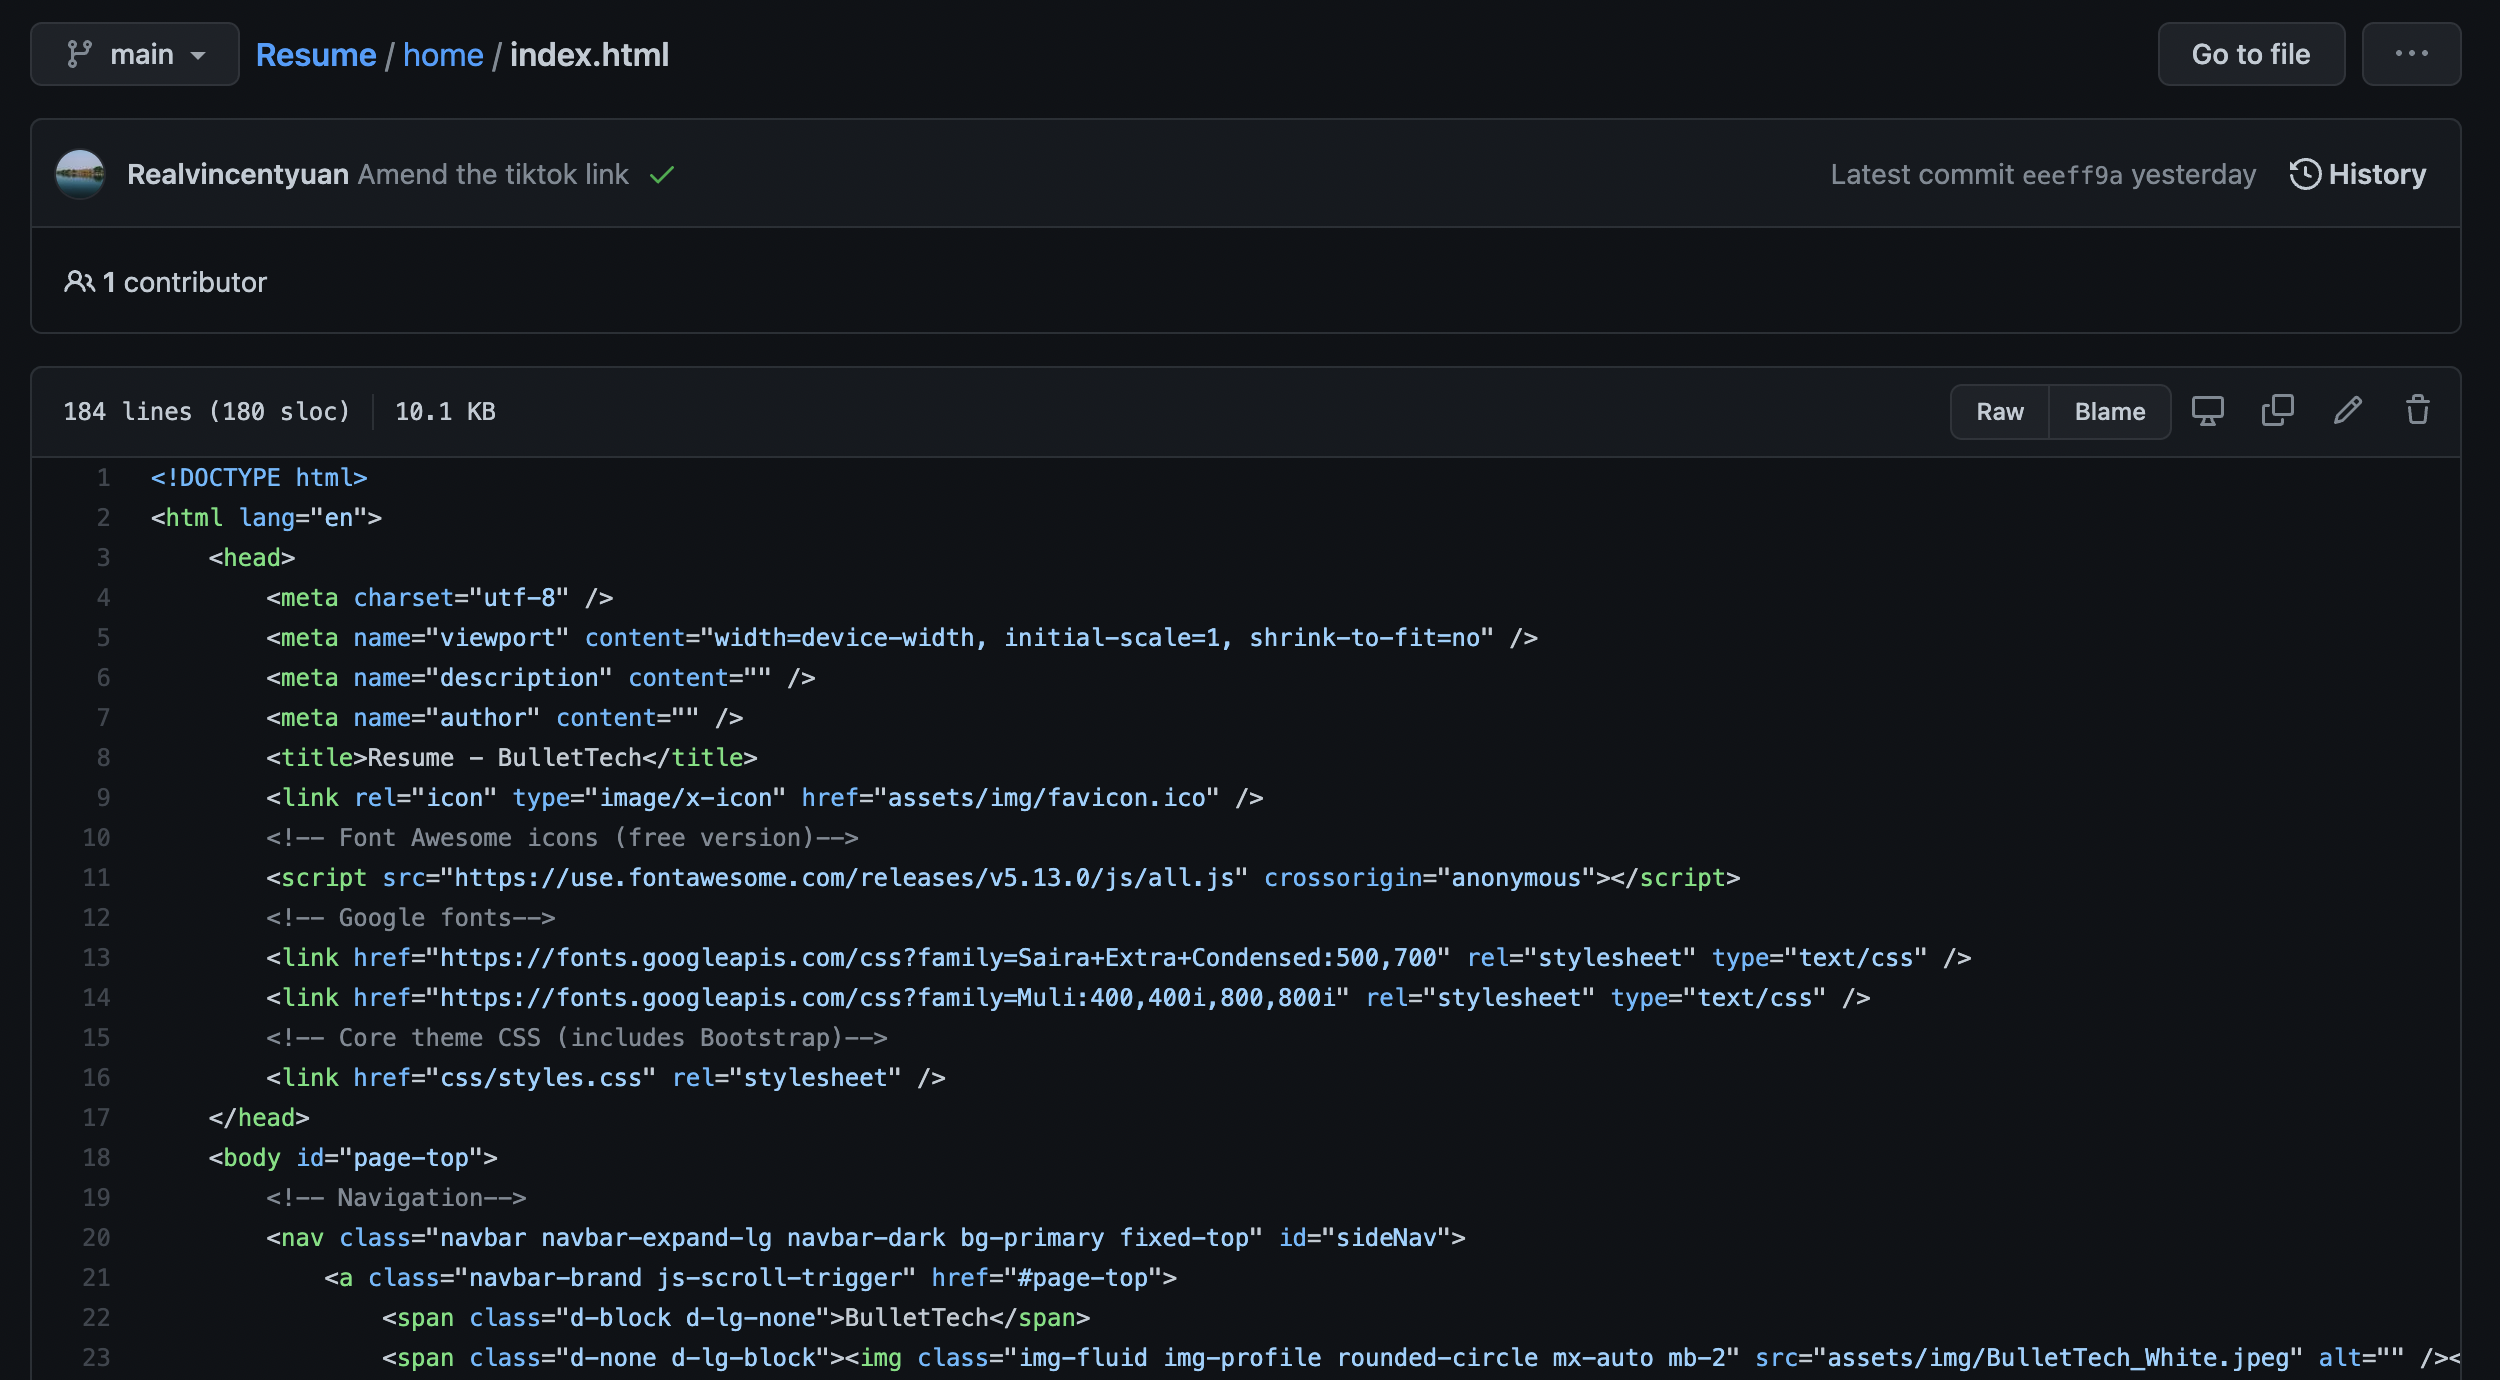 main Resume / home / index.html Go to file ...
Realvincentyuan Amend the tiktok link Latest commit eeeff9a yesterday History
1 contributor
184 lines (180 sloc) 10.1 KB Raw Blame
1 <!DOCTYPE html>
2 <html lang="en">
3 <head>
4 <meta charset="utf-8" />
5 <meta name="viewport" content="width=device-width, initial-scale=1, shrink-to-fit=no" />
6 <meta name="description" content="" />
7 <meta name="author" content="" />
8 <title>Resume - BulletTech</title>
9 <link rel="icon" type="image/x-icon" href="assets/img/favicon.ico" />
10 <!-- Font Awesome icons (free version)-->
11 <script src="https://use.fontawesome.com/releases/v5.13.0/js/all.js" crossorigin="anonymous"></script>
12 <!-- Google fonts-->
13 <link href="https://fonts.googleapis.com/css?family=Saira+Extra+Condensed:500,700" rel="stylesheet" type="text/css" />
14 <link href="https://fonts.googleapis.com/css?family=Muli:400,400i,800,800i" rel="stylesheet" type="text/css" />
15 <!-- Core theme CSS (includes Bootstrap)-->
16 <link href="css/styles.css" rel="stylesheet" />
17 </head>
18 <body id="page-top">
19 <!-- Navigation-->
20 <nav class="navbar navbar-expand-lg navbar-dark bg-primary fixed-top" id="sideNav">
21 <a class="navbar-brand js-scroll-trigger" href="#page-top">
22 <span class="d-block d-lg-none">BulletTech</span>
23 <span class="d-none d-lg-block"><img class="img-fluid img-profile rounded-circle mx-auto mb-2" src="assets/img/BulletTech_White.jpeg" alt="" /><